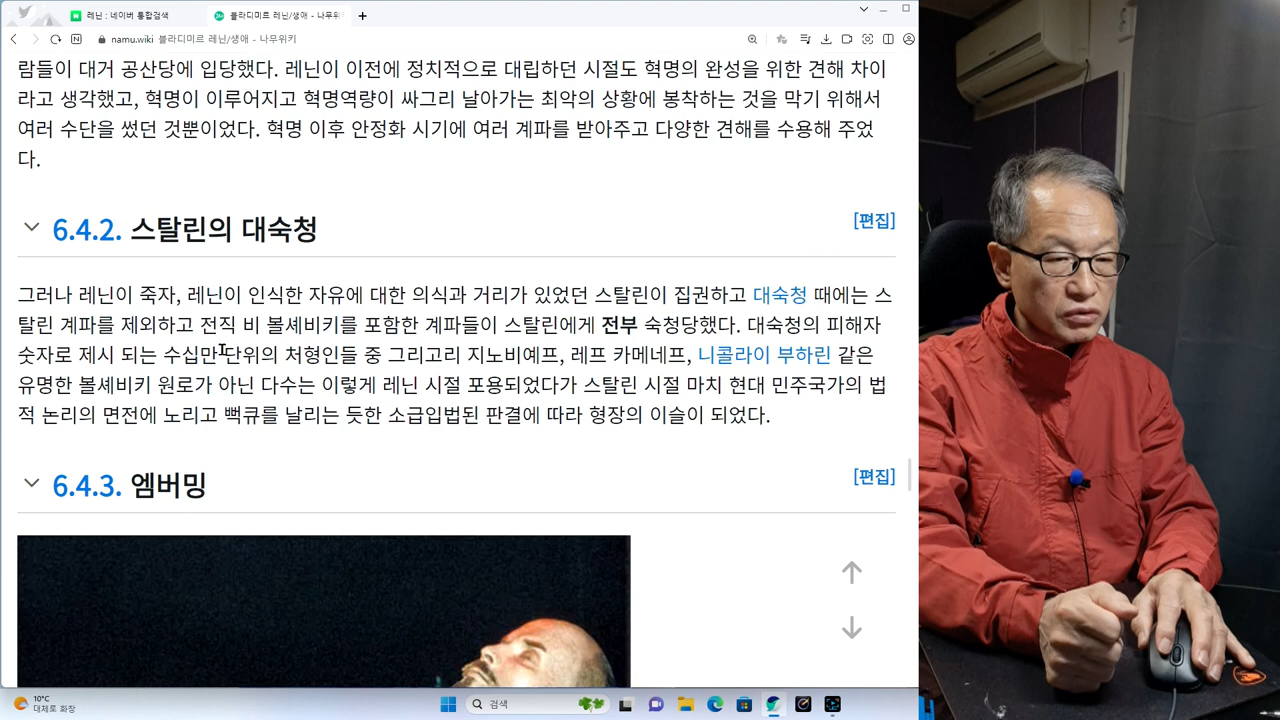 레닌 : 네이버 통합검색
블라디미르 레닌/생애 - 나무위키
namu.wiki 블라디미르 레닌/생애 - 나무위키
람들이 대거 공산당에 입당했다. 레닌이 이전에 정치적으로 대립하던 시절도 혁명의 완성을 위한 견해 차이
라고 생각했고, 혁명이 이루어지고 혁명역량이 싸그리 날아가는 최악의 상황에 봉착하는 것을 막기 위해서
여러 수단을 썼던 것뿐이었다. 혁명 이후 안정화 시기에 여러 계파를 받아주고 다양한 견해를 수용해 주었
다.
6.4.2. 스탈린의 대숙청 [편집]
그러나 레닌이 죽자, 레닌이 인식한 자유에 대한 의식과 거리가 있었던 스탈린이 집권하고 대숙청 때에는 스
탈린 계파를 제외하고 전직 비 볼셰비키를 포함한 계파들이 스탈린에게 전부 숙청당했다. 대숙청의 피해자
숫자로 제시 되는 수십만 단위의 처형인들 중 그리고리 지노비예프, 레프 카메네프, 니콜라이 부하린 같은
유명한 볼셰비키 원로가 아닌 다수는 이렇게 레닌 시절 포용되었다가 스탈린 시절 마치 현대 민주국가의 법
적 논리의 면전에 노리고 뻑큐를 날리는 듯한 소급입법된 판결에 따라 형장의 이슬이 되었다.
6.4.3. 엠버밍 [편집]
10°C
대체로 화창
검색